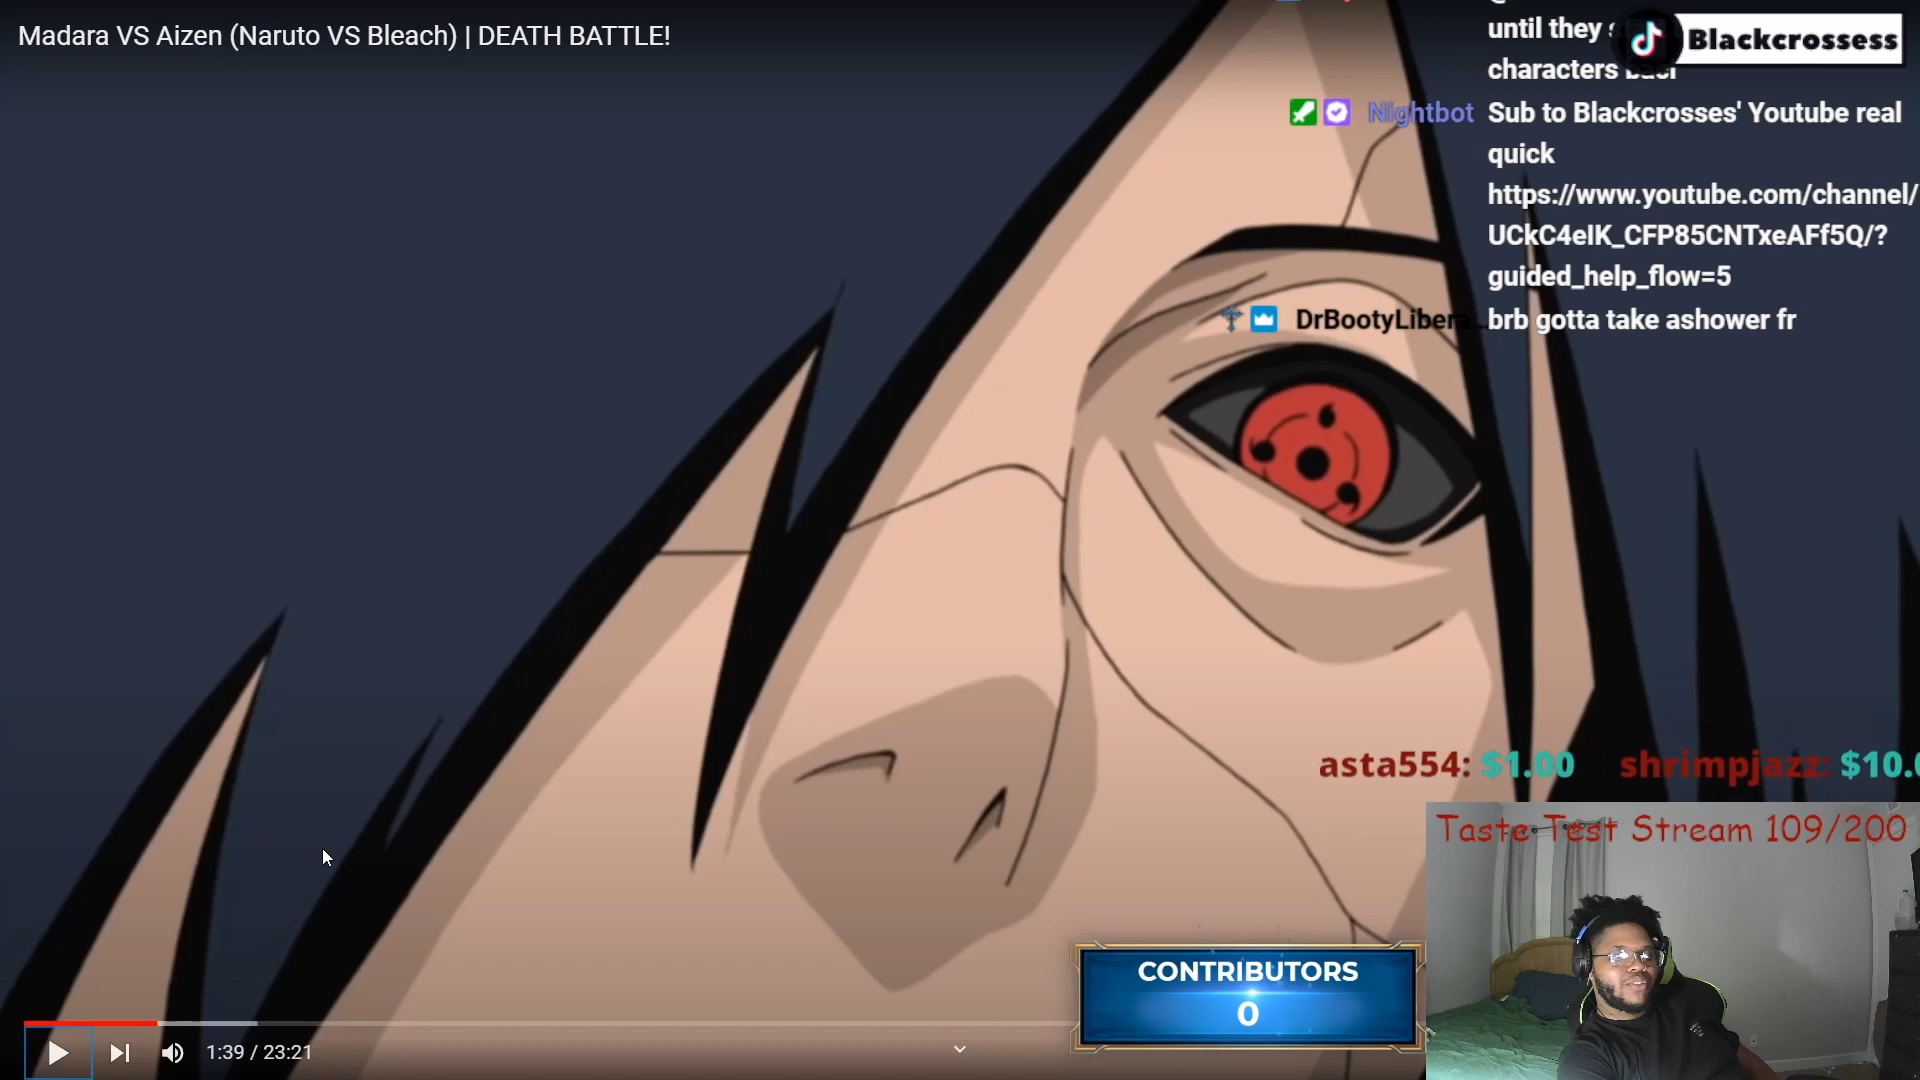 Madara VS Aizen (Naruto VS Bleach) | DEATH BATTLE!
until they
characters
Blackcrossess
Nightbot Sub to Blackcrosses' Youtube real
quick
https://www.youtube.com/channel/
UCkC4eIK_CFP85CNTxeAFf5Q/?
guided_help_flow=5
DrBootyLibera... brb gotta take ashower fr
asta554: $1.00 shrimpjazz: $10.
Taste Test Stream 109/200
CONTRIBUTORS
0
1:39 / 23:21